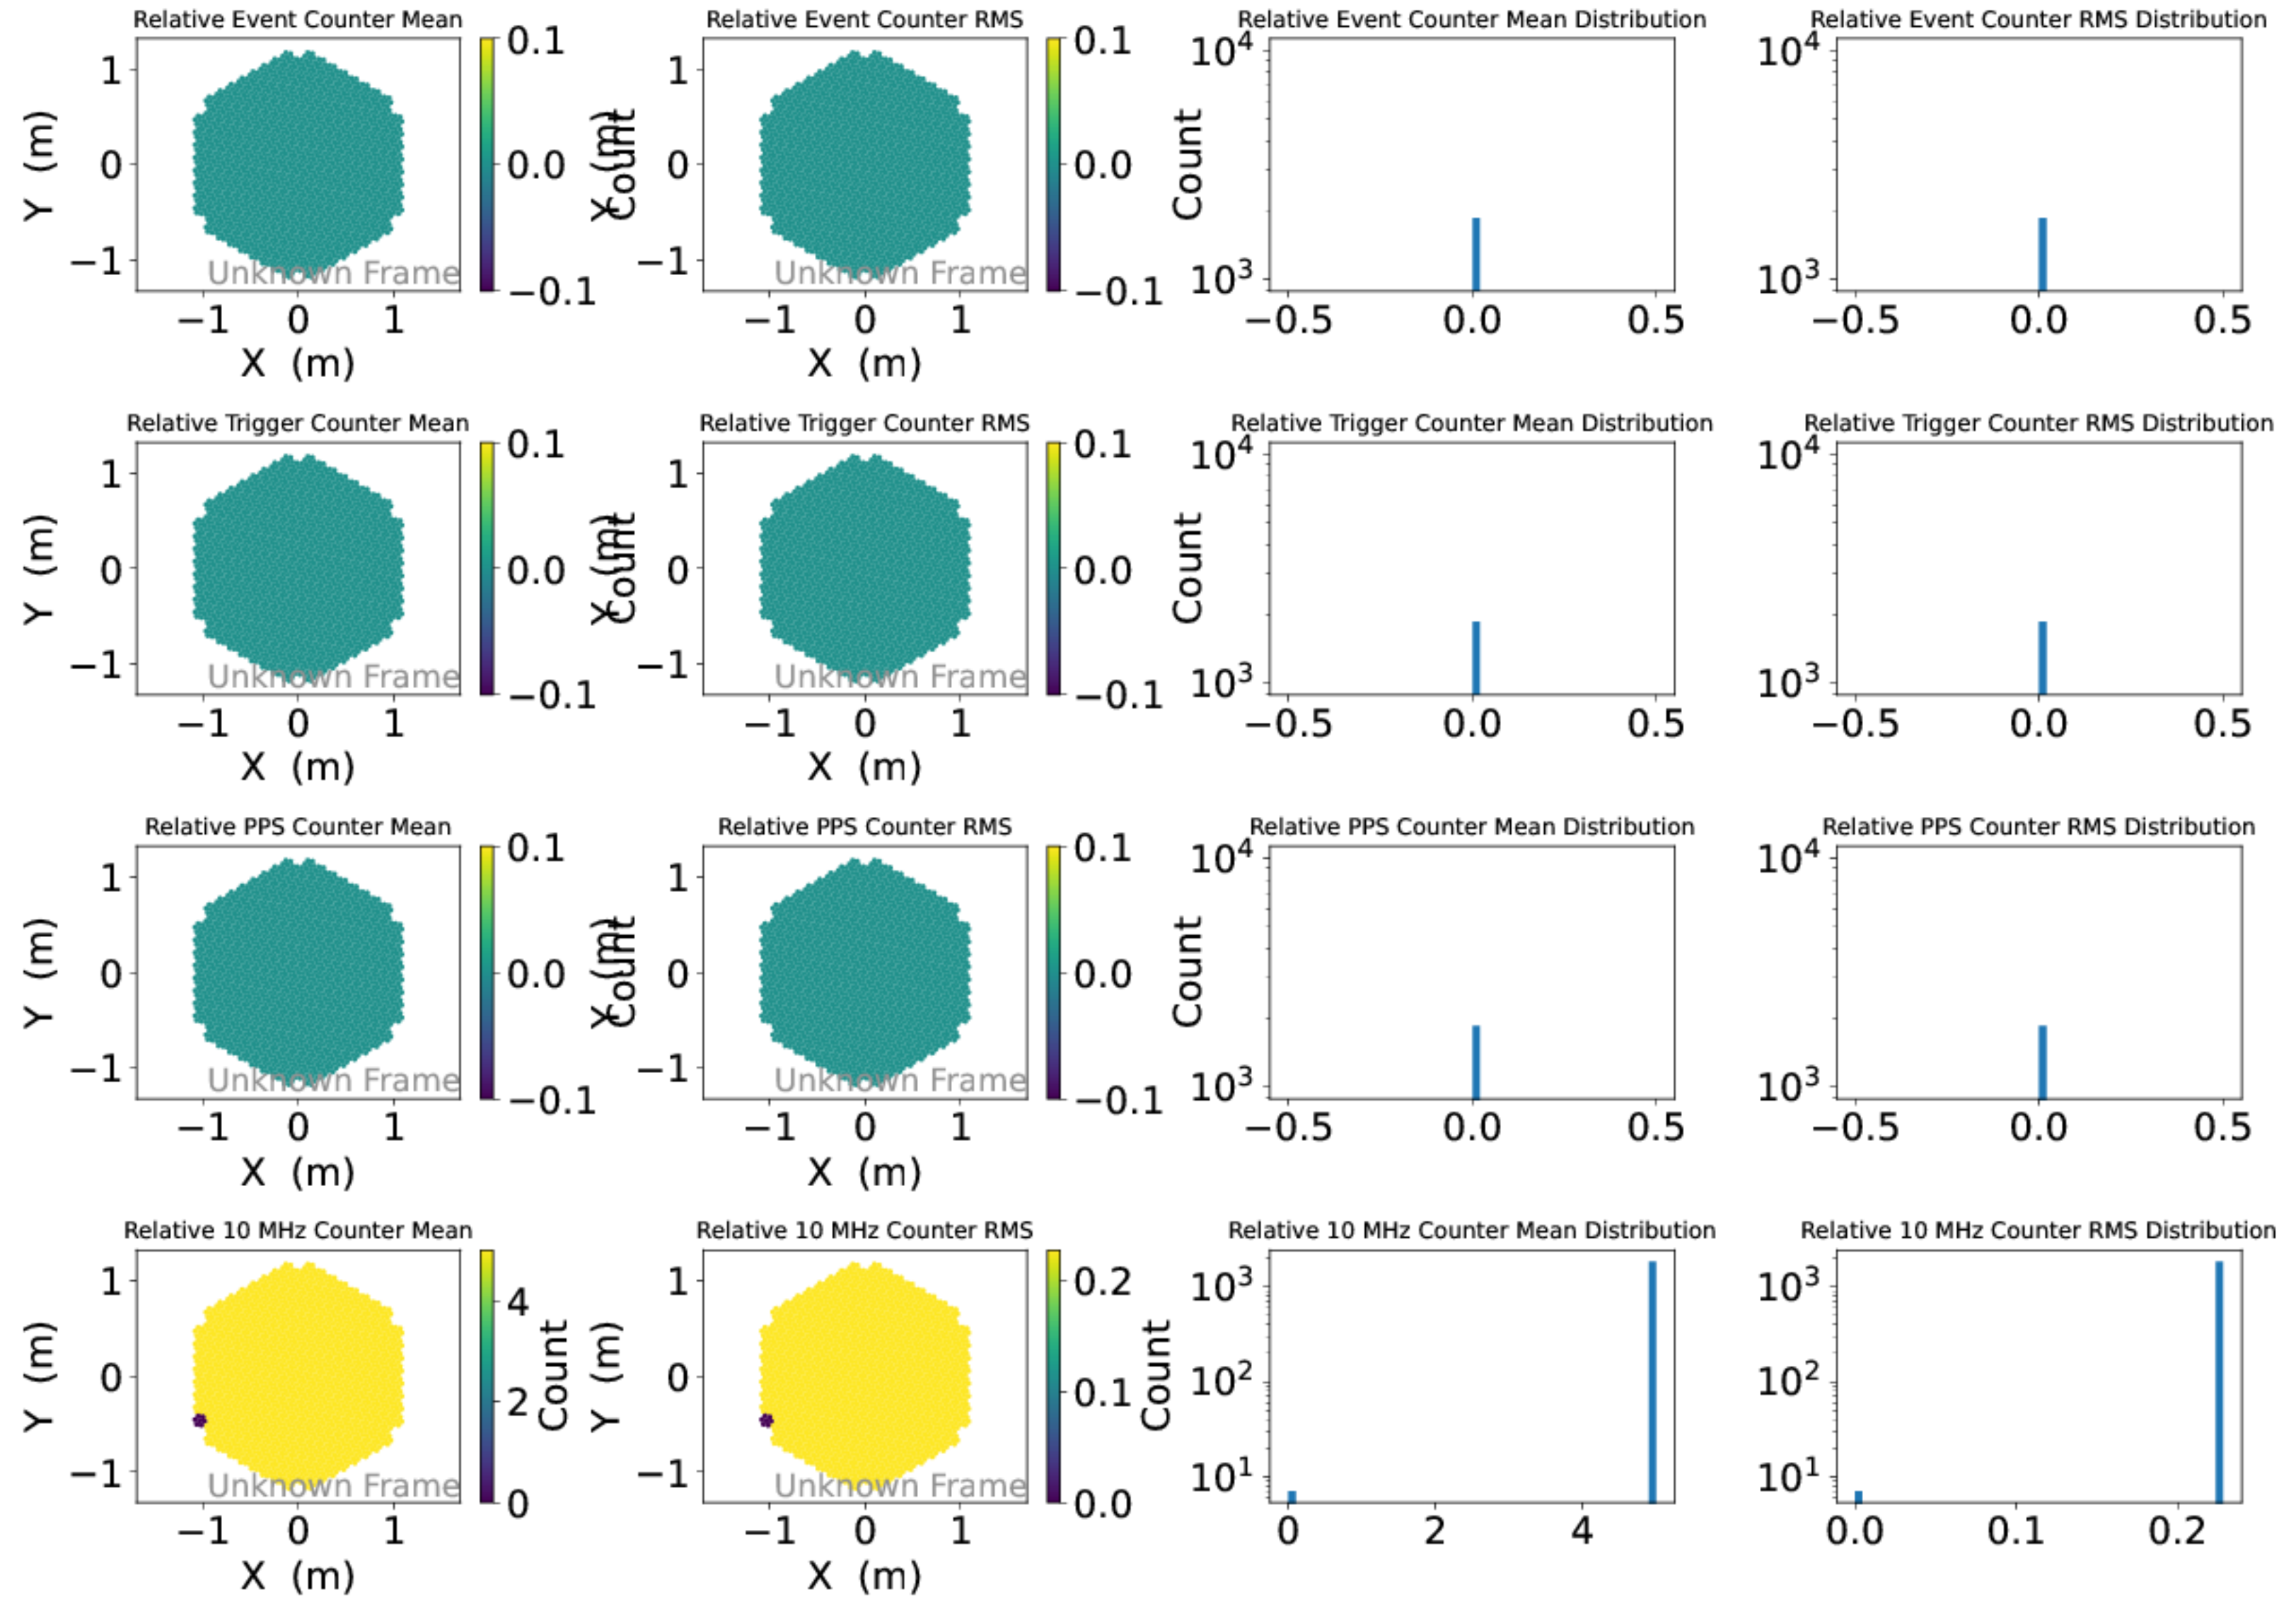 Relative Event Counter Mean
Relative Event Counter RMS
Relative Event Counter Mean Distribution
Relative Event Counter RMS Distribution
Y (m)
1
0
−1
Unknown Frame
−1 0 1
X (m)
0.1
0.0
−0.1
Count
Y (m)
1
0
−1
Unknown Frame
−1 0 1
X (m)
0.1
0.0
−0.1
Count
10⁴
10³
−0.5 0.0 0.5
10⁴
10³
−0.5 0.0 0.5
Relative Trigger Counter Mean
Relative Trigger Counter RMS
Relative Trigger Counter Mean Distribution
Relative Trigger Counter RMS Distribution
Y (m)
1
0
−1
Unknown Frame
−1 0 1
X (m)
0.1
0.0
−0.1
Count
Y (m)
1
0
−1
Unknown Frame
−1 0 1
X (m)
0.1
0.0
−0.1
Count
10⁴
10³
−0.5 0.0 0.5
10⁴
10³
−0.5 0.0 0.5
Relative PPS Counter Mean
Relative PPS Counter RMS
Relative PPS Counter Mean Distribution
Relative PPS Counter RMS Distribution
Y (m)
1
0
−1
Unknown Frame
−1 0 1
X (m)
0.1
0.0
−0.1
Count
Y (m)
1
0
−1
Unknown Frame
−1 0 1
X (m)
0.1
0.0
−0.1
Count
10⁴
10³
−0.5 0.0 0.5
10⁴
10³
−0.5 0.0 0.5
Relative 10 MHz Counter Mean
Relative 10 MHz Counter RMS
Relative 10 MHz Counter Mean Distribution
Relative 10 MHz Counter RMS Distribution
Y (m)
1
0
−1
Unknown Frame
−1 0 1
X (m)
4
2
0
Count
Y (m)
1
0
−1
Unknown Frame
−1 0 1
X (m)
0.2
0.1
0.0
Count
10³
10²
10¹
0 2 4
10³
10²
10¹
0.0 0.1 0.2